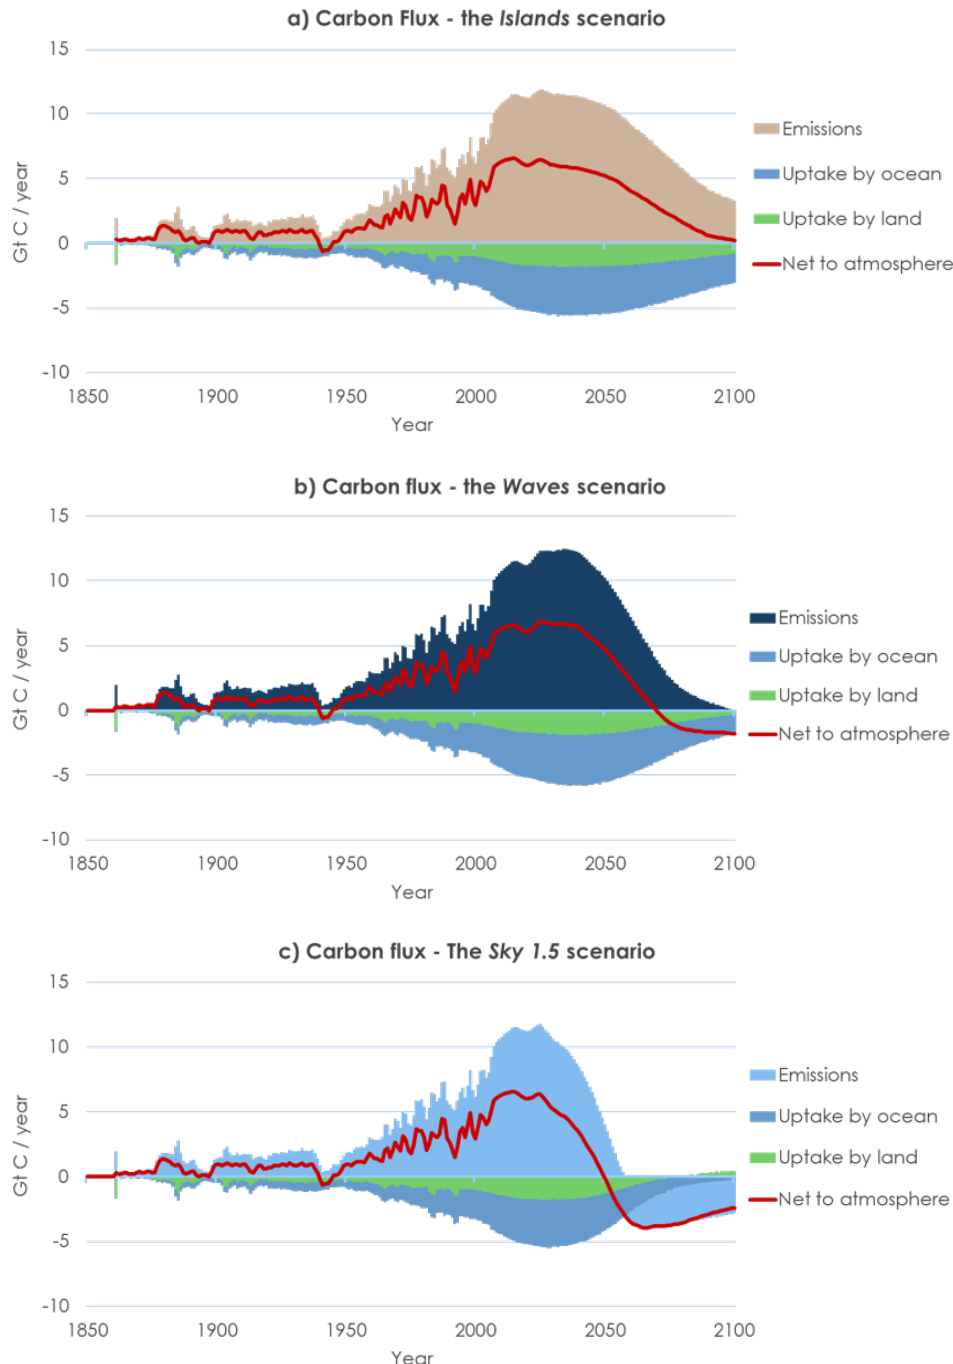 a) Carbon Flux - the Islands scenario
15
10
5
0
-5
-10
Gt C / year
1850 1900 1950 2000 2050 2100
Year
Emissions
Uptake by ocean
Uptake by land
Net to atmosphere
b) Carbon flux - the Waves scenario
15
10
5
0
-5
-10
Gt C / year
1850 1900 1950 2000 2050 2100
Year
Emissions
Uptake by ocean
Uptake by land
Net to atmosphere
c) Carbon flux - The Sky 1.5 scenario
15
10
5
0
-5
-10
Gt C / year
1850 1900 1950 2000 2050 2100
Year
Emissions
Uptake by ocean
Uptake by land
Net to atmosphere